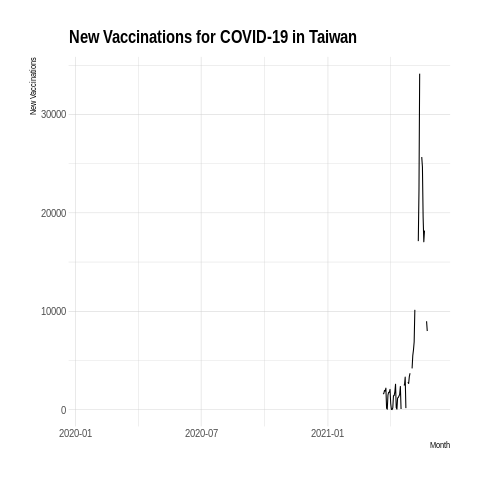 New Vaccinations for COVID-19 in Taiwan
New Vaccinations
30000
20000
10000
0
2020-01
2020-07
2021-01
Month